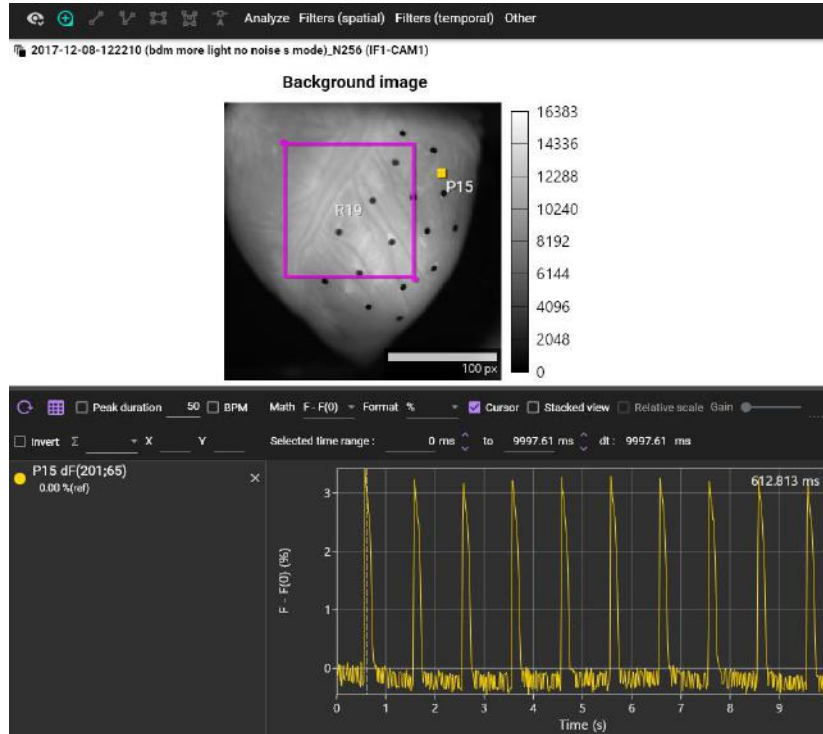 Analyze Filters (spatial) Filters (temporal) Other
2017-12-08-122210 (bdm more light no noise s mode)_N256 (IF1-CAM1)
Background image
16383
14336
12288
10240
8192
6144
4096
2048
0
P15
R19
100 px
Peak duration 50 BPM Math F - F(0) Format % Cursor Stacked view Relative scale Gain
Invert Σ X Y Selected time range : 0 ms to 9997.61 ms dt : 9997.61 ms
P15 dF(201;65)
0.00 %(ref)
612.813 ms
F - F(0) (%)
3
2
1
0
0 1 2 3 4 5 6 7 8 9
Time (s)